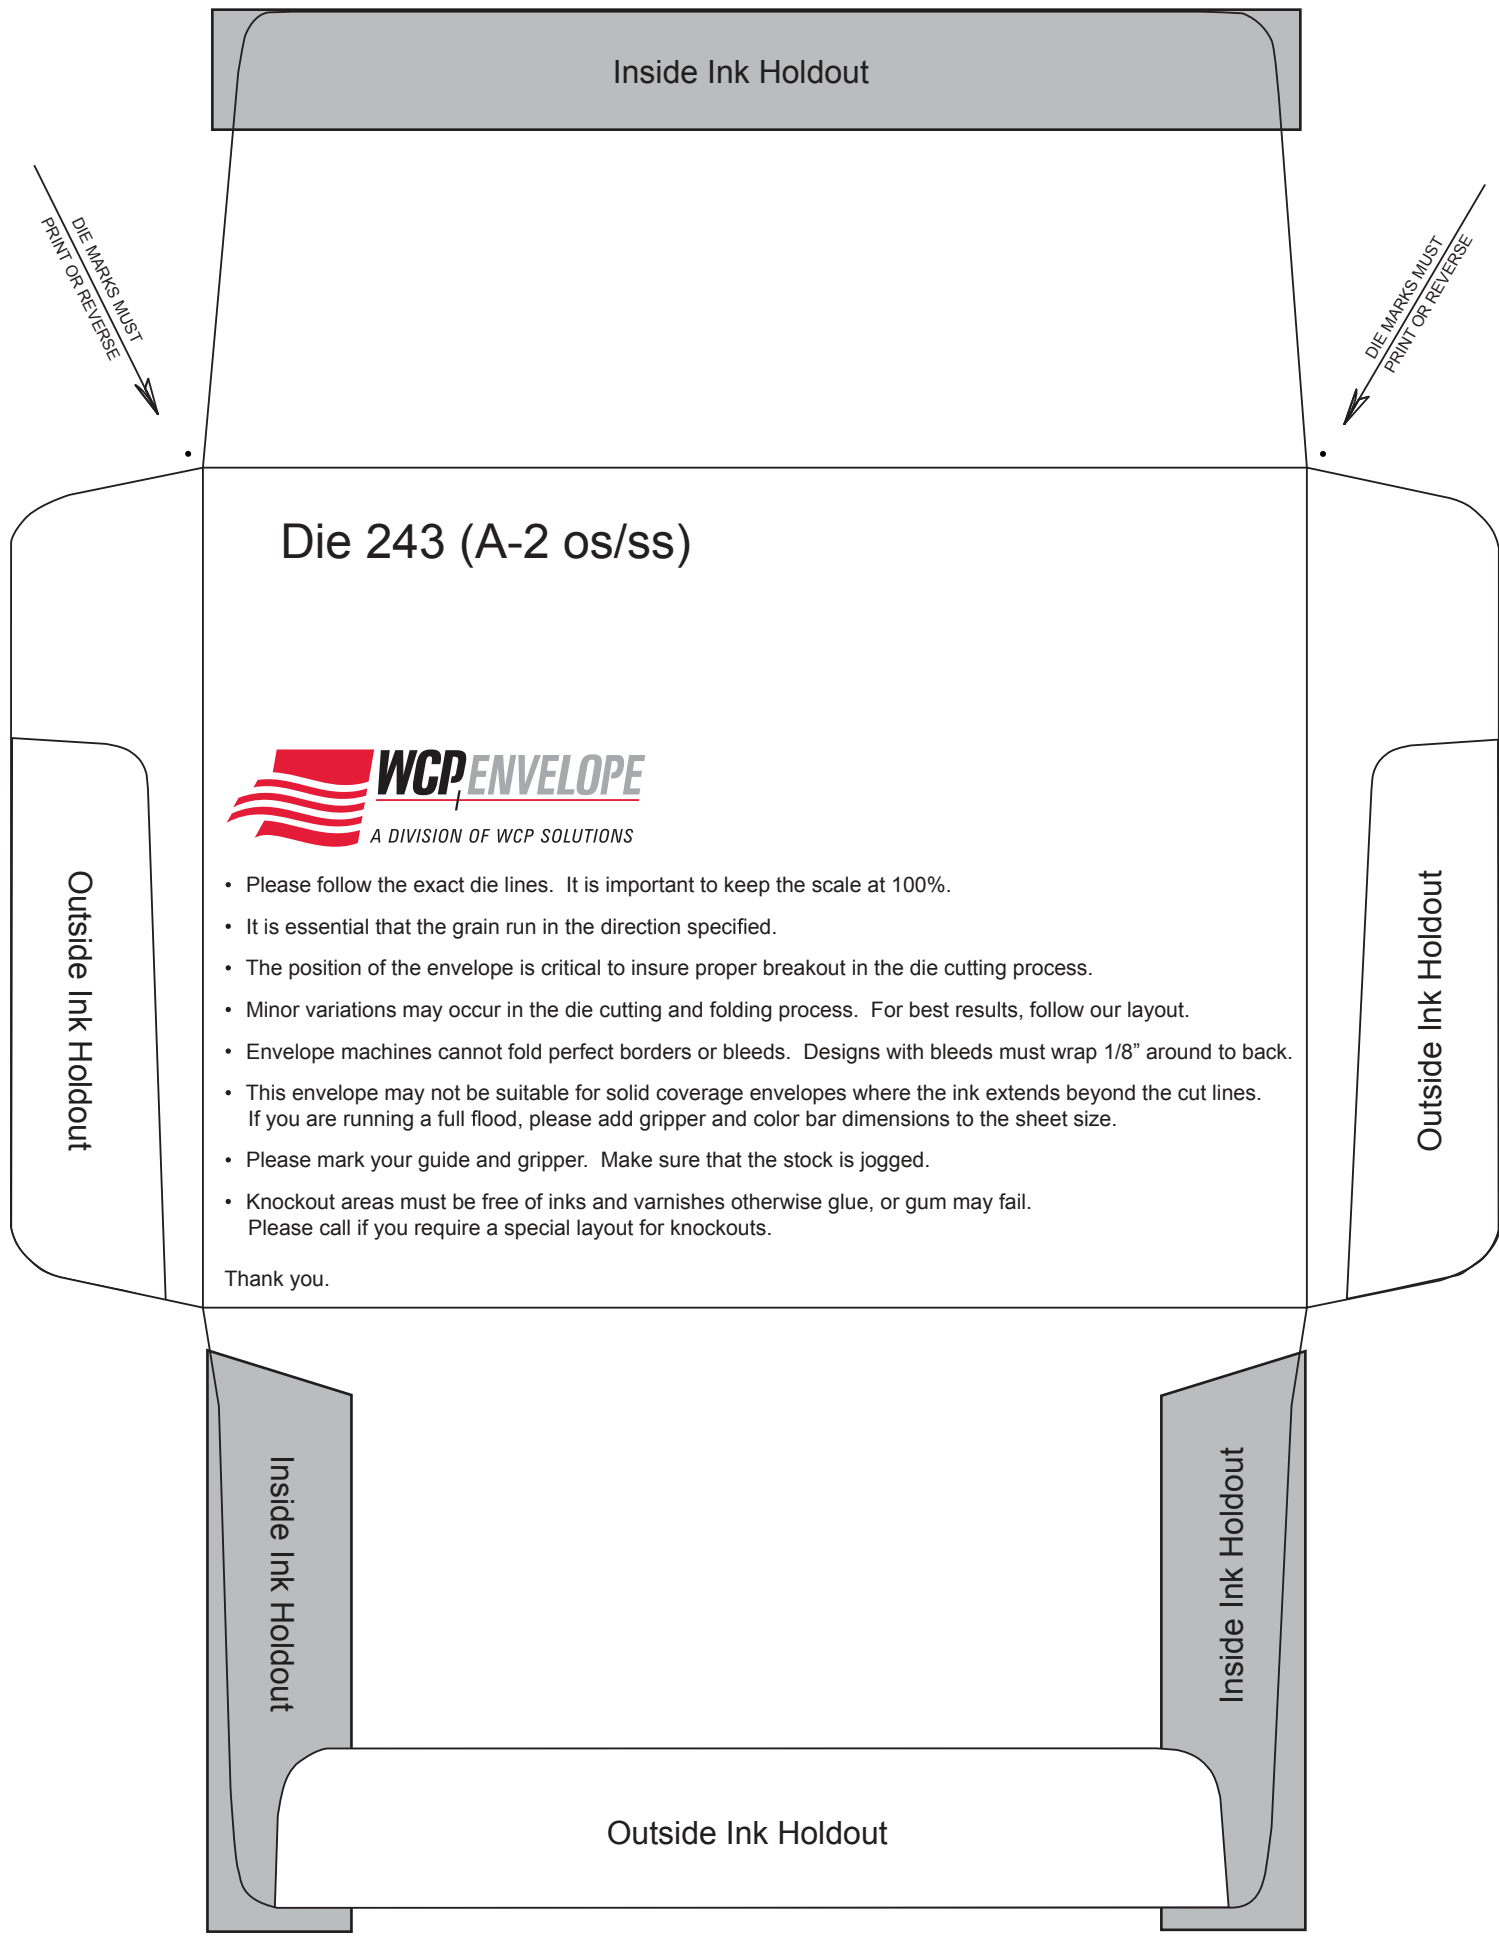 Inside Ink Holdout
DIE MARKS MUST
PRINT OR REVERSE
DIE MARKS MUST
PRINT OR REVERSE
Die 243 (A-2 os/ss)
WCP ENVELOPE
A DIVISION OF WCP SOLUTIONS
• Please follow the exact die lines.  It is important to keep the scale at 100%.
• It is essential that the grain run in the direction specified.
• The position of the envelope is critical to insure proper breakout in the die cutting process.
• Minor variations may occur in the die cutting and folding process.  For best results, follow our layout.
• Envelope machines cannot fold perfect borders or bleeds.  Designs with bleeds must wrap 1/8” around to back.
• This envelope may not be suitable for solid coverage envelopes where the ink extends beyond the cut lines.
If you are running a full flood, please add gripper and color bar dimensions to the sheet size.
• Please mark your guide and gripper.  Make sure that the stock is jogged.
• Knockout areas must be free of inks and varnishes otherwise glue, or gum may fail.
Please call if you require a special layout for knockouts.
Thank you.
Outside Ink Holdout
Outside Ink Holdout
Inside Ink Holdout
Inside Ink Holdout
Outside Ink Holdout